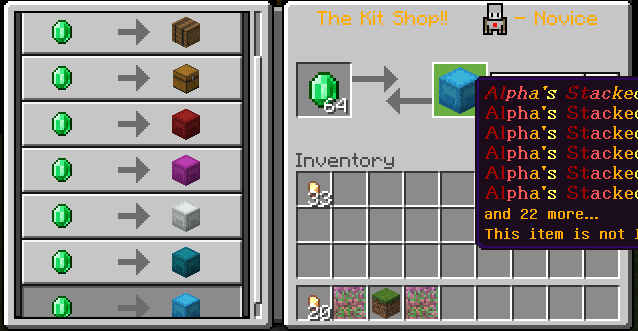 The Kit Shop!! - Novice
64
Alpha's Stacked
Alpha's Stacked
Alpha's Stacked
Alpha's Stacked
Alpha's Stacked
Alpha's Stacked
and 22 more...
This item is not
Inventory
33
20